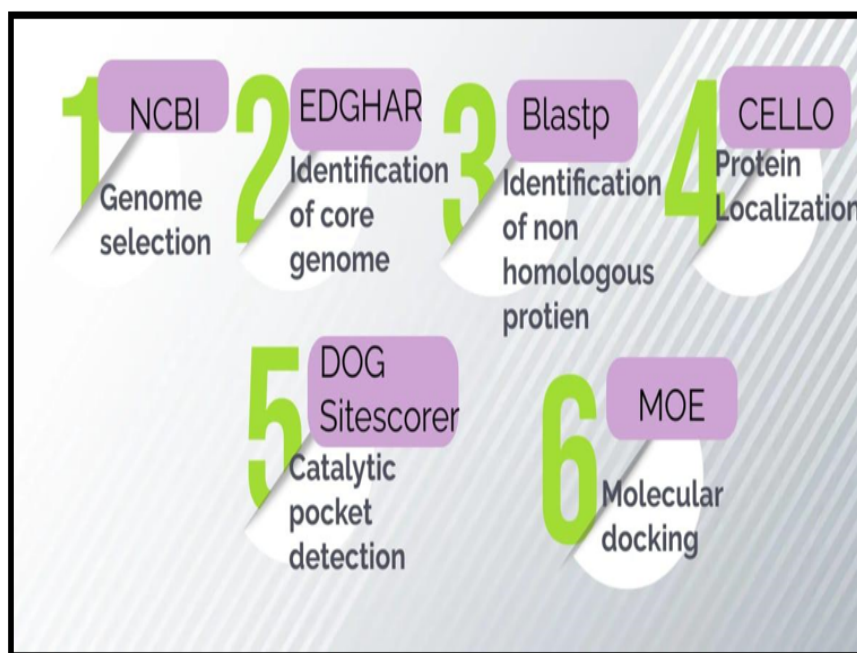 1
NCBI
Genome
selection
2
EDGHAR
Identification
of core
genome
3
Blastp
Identification
of non
homologous
protien
4
CELLO
Protein
Localization
5
DOG
Sitescorer
Catalytic
pocket
detection
6
MOE
Molecular
docking